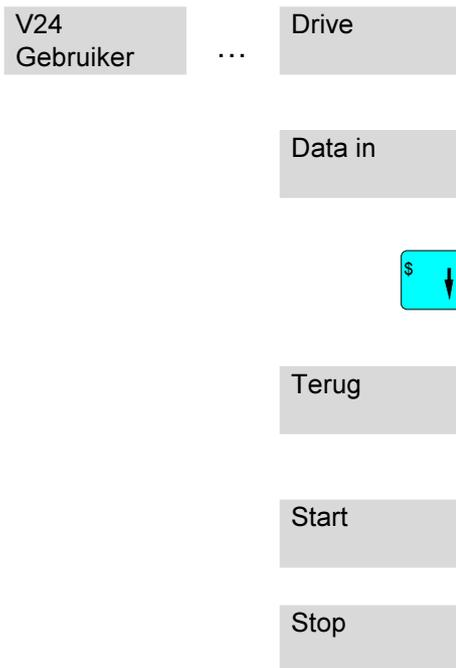 V24
Gebruiker
...
Drive
Data in
$
Terug
Start
Stop